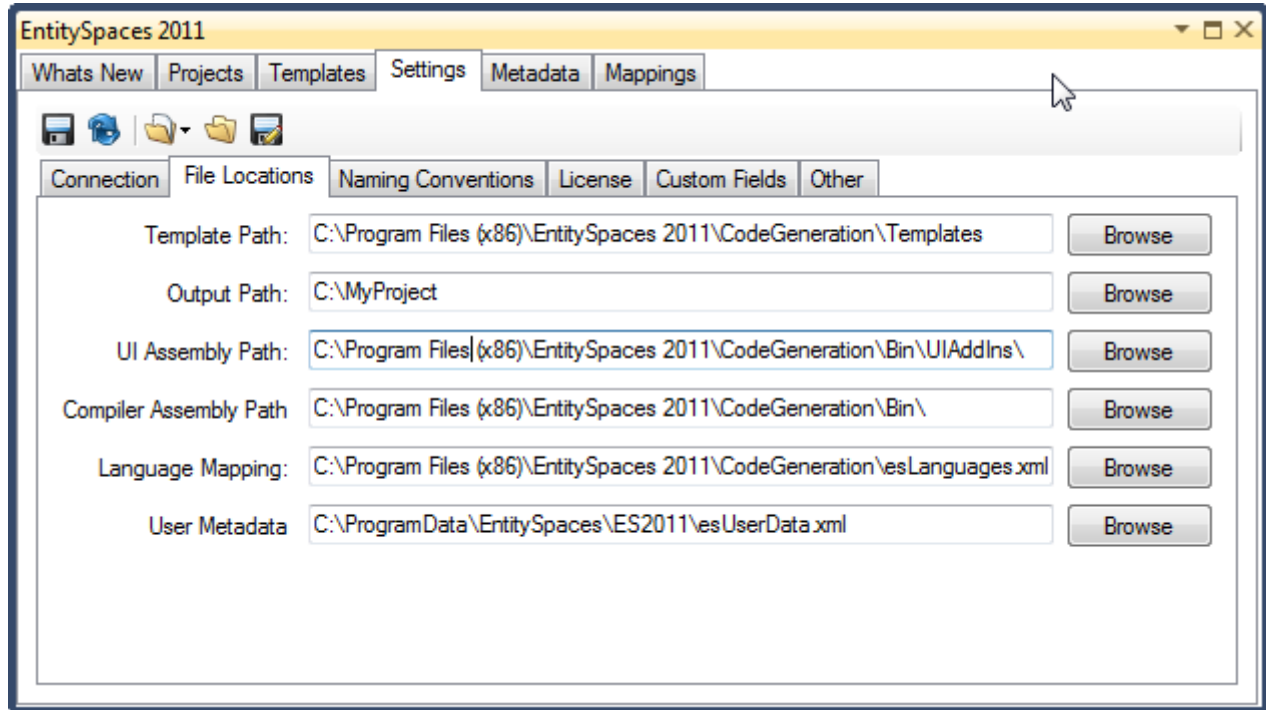 EntitySpaces 2011
Whats New Projects Templates Settings Metadata Mappings
Connection File Locations Naming Conventions License Custom Fields Other
Template Path: C:\Program Files (x86)\EntitySpaces 2011\CodeGeneration\Templates Browse
Output Path: C:\MyProject Browse
UI Assembly Path: C:\Program Files (x86)\EntitySpaces 2011\CodeGeneration\Bin\UIAddIns\ Browse
Compiler Assembly Path C:\Program Files (x86)\EntitySpaces 2011\CodeGeneration\Bin\ Browse
Language Mapping: C:\Program Files (x86)\EntitySpaces 2011\CodeGeneration\esLanguages.xml Browse
User Metadata C:\ProgramData\EntitySpaces\ES2011\esUserData.xml Browse